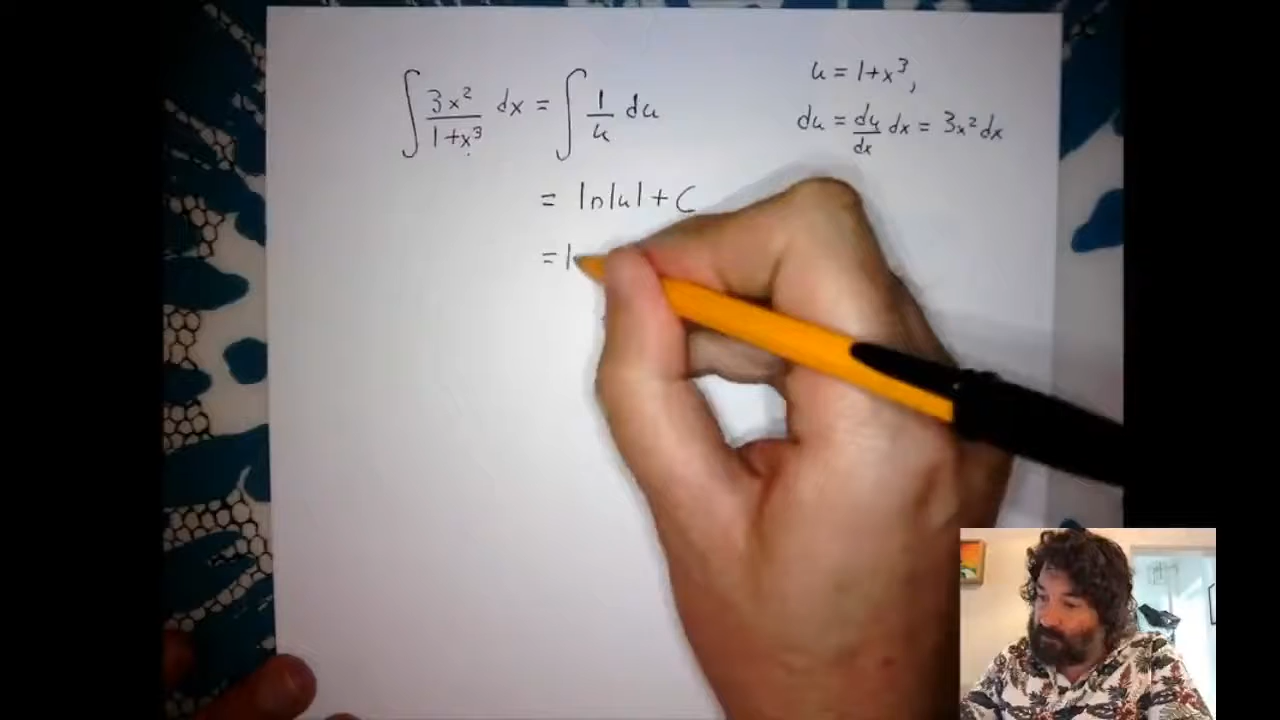 ∫ 3x²/(1+x³) dx = ∫ 1/u du
u = 1+x³,
du = du/dx dx = 3x² dx
= ln|u| + C
= l